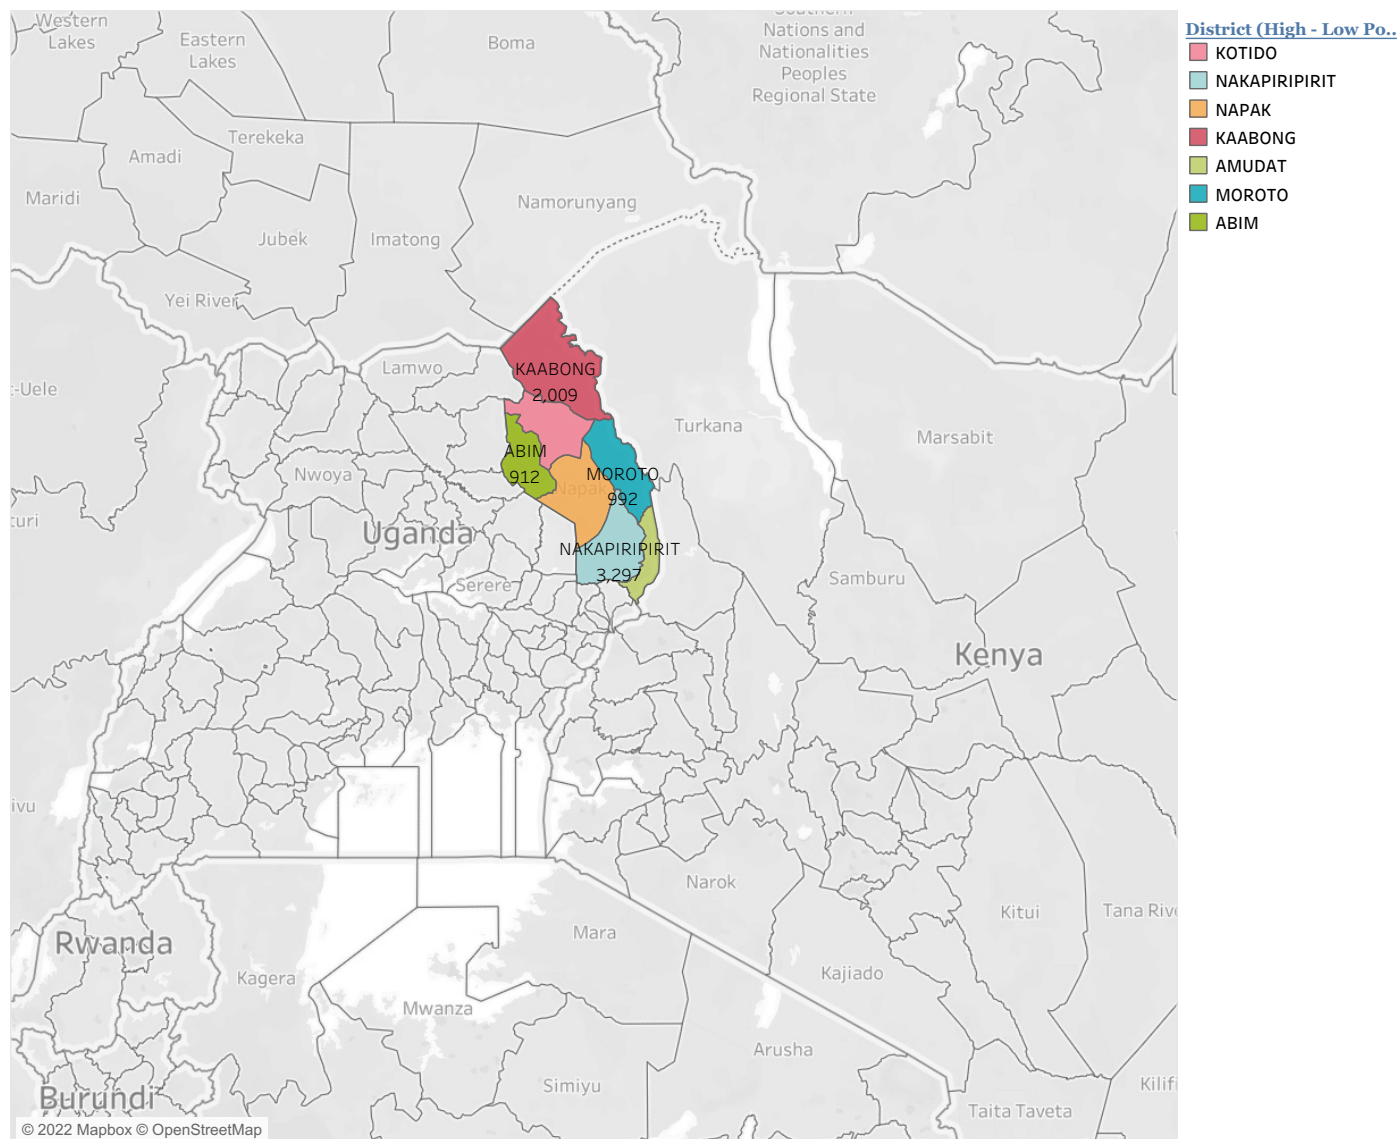 Western
Lakes
Eastern
Lakes
Boma
Nations and
Nationalities
Peoples
Regional State
Terekeka
Amadi
Maridi
Namorunyang
Jubek
Imatong
Yei River
Lamwo
-Uele
KAABONG
2,009
Turkana
Marsabit
ABIM
912
MOROTO
992
Napak
Nwoya
Uganda
NAKAPIRIPIRIT
3,297
Serere
Samburu
Kenya
Narok
Kitui
Tana Rive
Mara
Rwanda
Kagera
Kajiado
Mwanza
Arusha
Simiyu
Burundi
Kilifi
Taita Taveta
© 2022 Mapbox © OpenStreetMap
District (High - Low Po..
KOTIDO
NAKAPIRIPIRIT
NAPAK
KAABONG
AMUDAT
MOROTO
ABIM